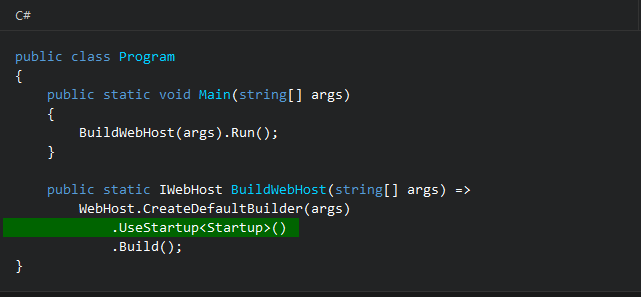 C#
public class Program
{
    public static void Main(string[] args)
    {
        BuildWebHost(args).Run();
    }
    public static IWebHost BuildWebHost(string[] args) =>
        WebHost.CreateDefaultBuilder(args)
            .UseStartup<Startup>()
            .Build();
}